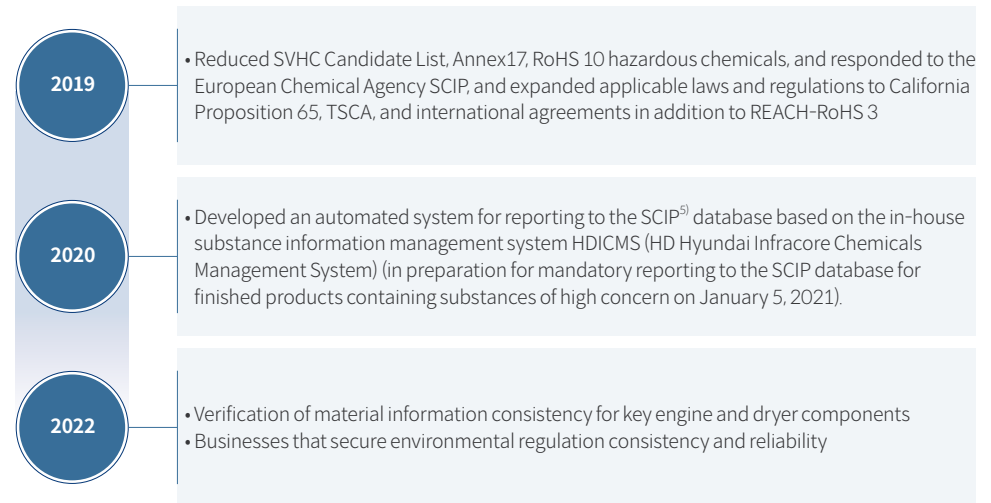 2019
• Reduced SVHC Candidate List, Annex17, RoHS 10 hazardous chemicals, and responded to the
European Chemical Agency SCIP, and expanded applicable laws and regulations to California
Proposition 65, TSCA, and international agreements in addition to REACH-RoHS 3
2020
• Developed an automated system for reporting to the SCIP5) database based on the in-house
substance information management system HDICMS (HD Hyundai Infracore Chemicals
Management System) (in preparation for mandatory reporting to the SCIP database for
finished products containing substances of high concern on January 5, 2021).
2022
• Verification of material information consistency for key engine and dryer components
• Businesses that secure environmental regulation consistency and reliability